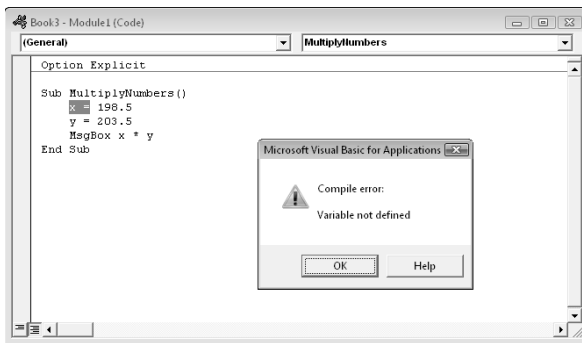 Book3 - Module1 (Code)
(General) MultiplyNumbers
Option Explicit
Sub MultiplyNumbers()
x = 198.5
y = 203.5
MsgBox x * y
End Sub
Microsoft Visual Basic for Applications
Compile error:
Variable not defined
OK Help